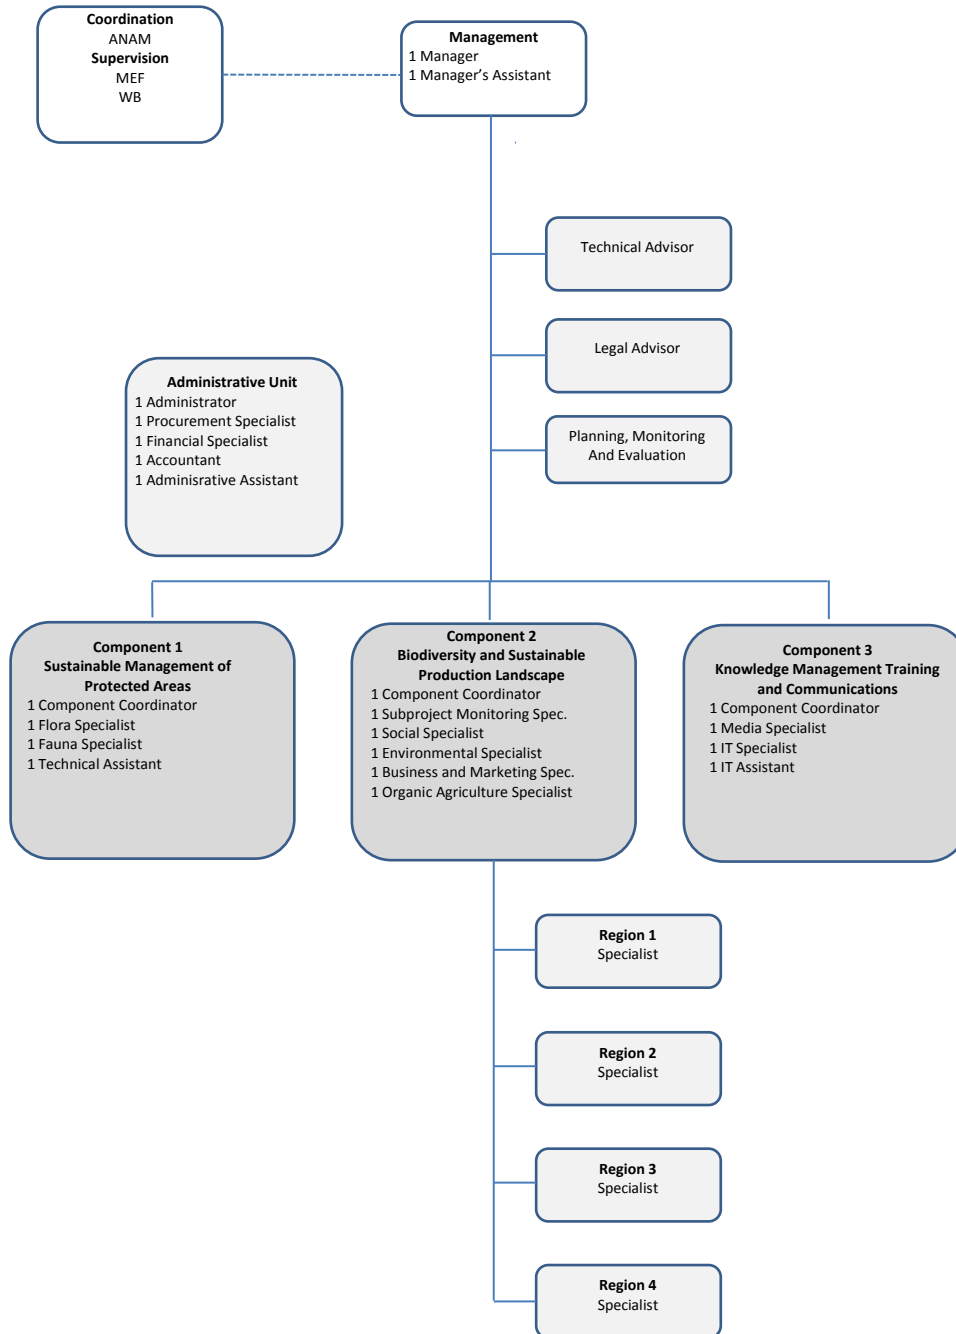 Coordination
ANAM
Supervision
MEF
WB
Management
1 Manager
1 Manager’s Assistant
Technical Advisor
Legal Advisor
Planning, Monitoring
And Evaluation
Administrative Unit
1 Administrator
1 Procurement Specialist
1 Financial Specialist
1 Accountant
1 Adminisrative Assistant
Component 1
Sustainable Management of
Protected Areas
1 Component Coordinator
1 Flora Specialist
1 Fauna Specialist
1 Technical Assistant
Component 2
Biodiversity and Sustainable
Production Landscape
1 Component Coordinator
1 Subproject Monitoring Spec.
1 Social Specialist
1 Environmental Specialist
1 Business and Marketing Spec.
1 Organic Agriculture Specialist
Component 3
Knowledge Management Training
and Communications
1 Component Coordinator
1 Media Specialist
1 IT Specialist
1 IT Assistant
Region 1
Specialist
Region 2
Specialist
Region 3
Specialist
Region 4
Specialist